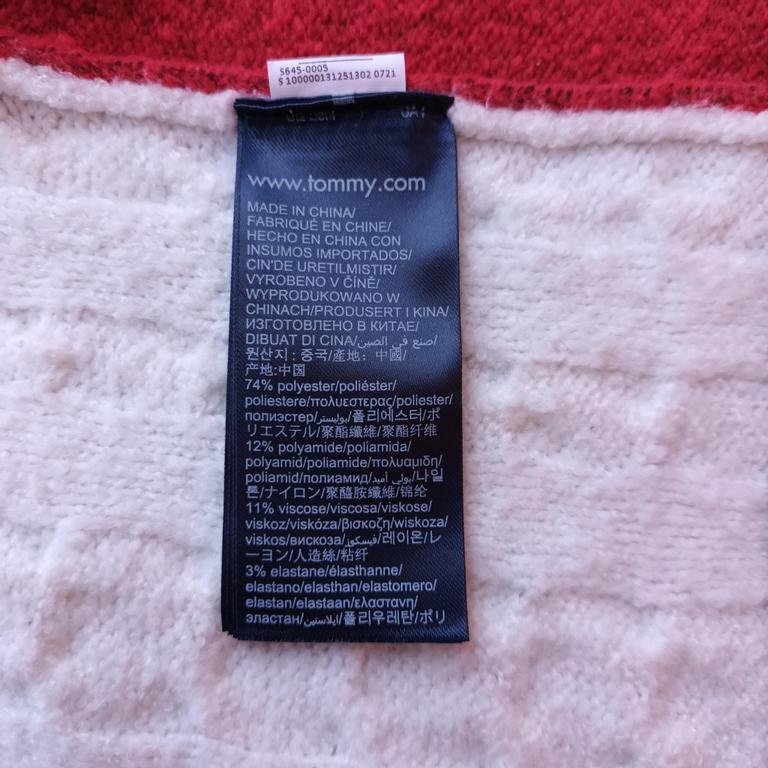 S645-0005
S 100000131251302 0721
www.tommy.com
MADE IN CHINA/
FABRIQUÉ EN CHINE/
HECHO EN CHINA CON
INSUMOS IMPORTADOS/
CIN'DE URETILMISTIR/
VYROBENO V ČÍNĚ/
WYPRODUKOWANO W
CHINACH/PRODUSERT I KINA/
ИЗГОТОВЛЕНО В КИТАЕ/
DIBUAT DI CINA/صنع في الصين/
원산지 : 중국/產地：中國/
产地:中国
74% polyester/poliéster/
poliestere/πολυεστερας/poliester/
полиэстер/بوليستر/폴리에스터/ポ
リエステル/聚酯纖維/聚酯纤维
12% polyamide/poliamida/
polyamid/poliamide/πολυαμιδη/
poliamid/полиамид/بولي أميد/나일
론/ナイロン/聚醯胺纖維/锦纶
11% viscose/viscosa/viskose/
viskoz/viskóza/βισκοζη/wiskoza/
viskos/вискоза/فيسكوز/레이온/レ
ーヨン/人造絲/粘纤
3% elastane/élasthanne/
elastano/elasthan/elastomero/
elastan/elastaan/ελαστανη/
эластан/ايلاستين/폴리우레탄/ポリ